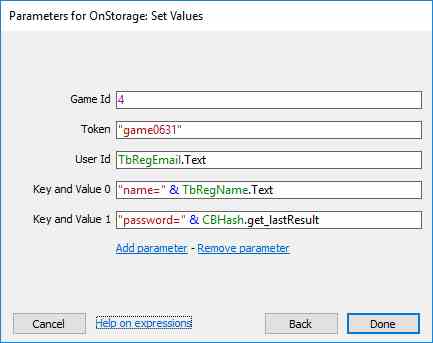 Parameters for OnStorage: Set Values
Game Id 4
Token "game0631"
User Id TbRegEmail.Text
Key and Value 0 "name=" & TbRegName.Text
Key and Value 1 "password=" & CBHash.get_lastResult
Add parameter - Remove parameter
Cancel Help on expressions Back Done